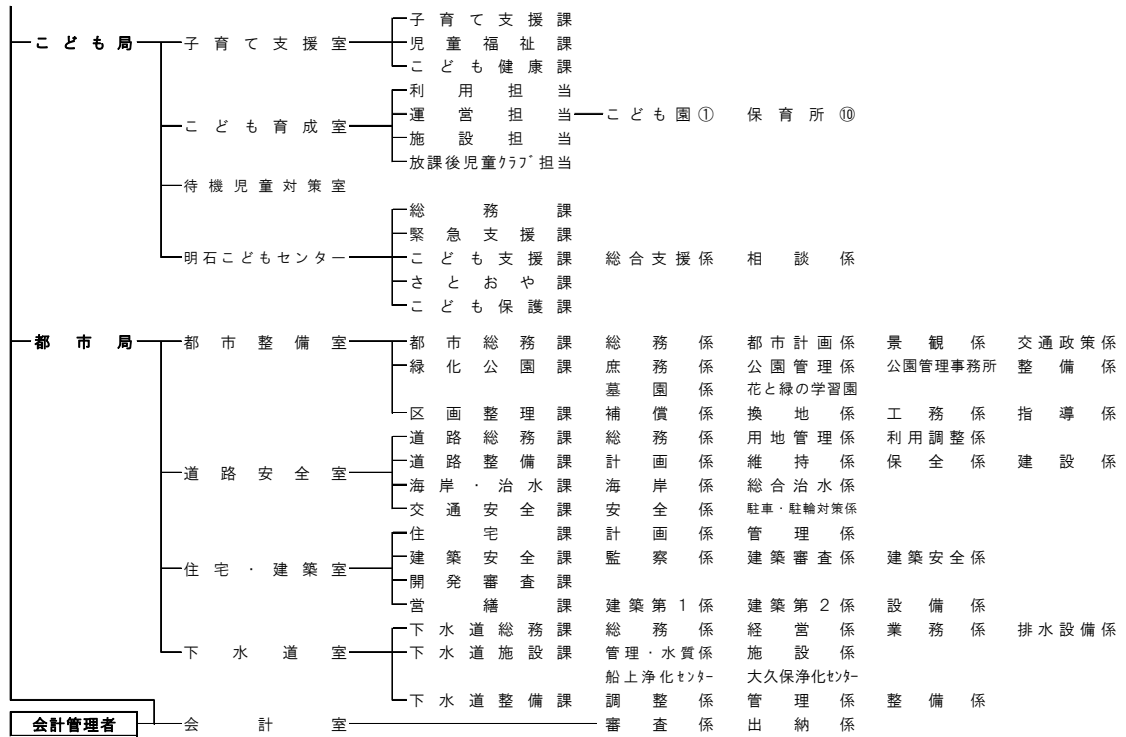 子育て支援課
こども局 子育て支援室 児童福祉課
こども健康課
利用担当
運営担当 こども園① 保育所⑩
こども育成室
施設担当
放課後児童ｸﾗﾌﾞ担当
待機児童対策室
総務課
緊急支援課
明石こどもセンター こども支援課 総合支援係 相談係
さとおや課
こども保護課
都市局 都市整備室 都市総務課 総務係 都市計画係 景観係 交通政策係
緑化公園課 庶務係 公園管理係 公園管理事務所 整備係
墓園係 花と緑の学習園
区画整理課 補償係 換地係 工務係 指導係
道路総務課 総務係 用地管理係 利用調整係
道路安全室 道路整備課 計画係 維持係 保全係 建設係
海岸・治水課 海岸係 総合治水係
交通安全課 安全係 駐車・駐輪対策係
住宅課 計画係 管理係
建築安全課 監察係 建築審査係 建築安全係
住宅・建築室
開発審査課
営繕課 建築第1係 建築第2係 設備係
下水道総務課 総務係 経営係 業務係 排水設備係
下水道室 下水道施設課 管理・水質係 施設係
船上浄化ｾﾝﾀｰ 大久保浄化ｾﾝﾀｰ
下水道整備課 調整係 管理係 整備係
会計管理者 会計室 審査係 出納係